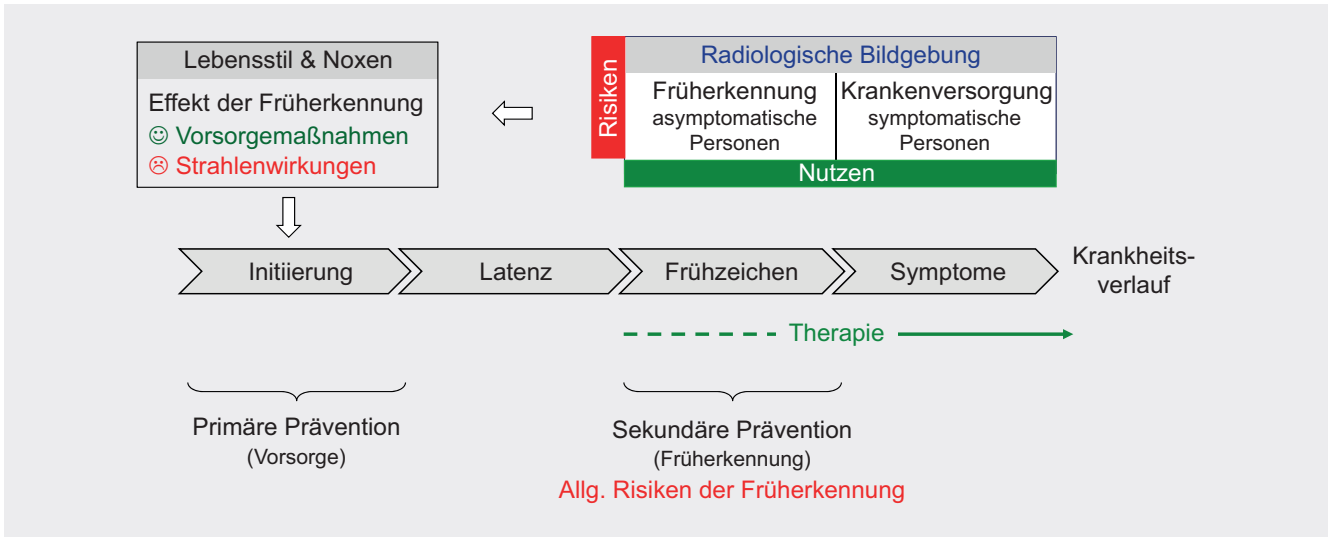 Lebensstil & Noxen
Effekt der Früherkennung
☺ Vorsorgemaßnahmen
☹ Strahlenwirkungen
Risiken
Radiologische Bildgebung
Früherkennung
asymptomatische
Personen
Krankenversorgung
symptomatische
Personen
Nutzen
Initiierung
Latenz
Frühzeichen
Symptome
Krankheits-
verlauf
Therapie
Primäre Prävention
(Vorsorge)
Sekundäre Prävention
(Früherkennung)
Allg. Risiken der Früherkennung